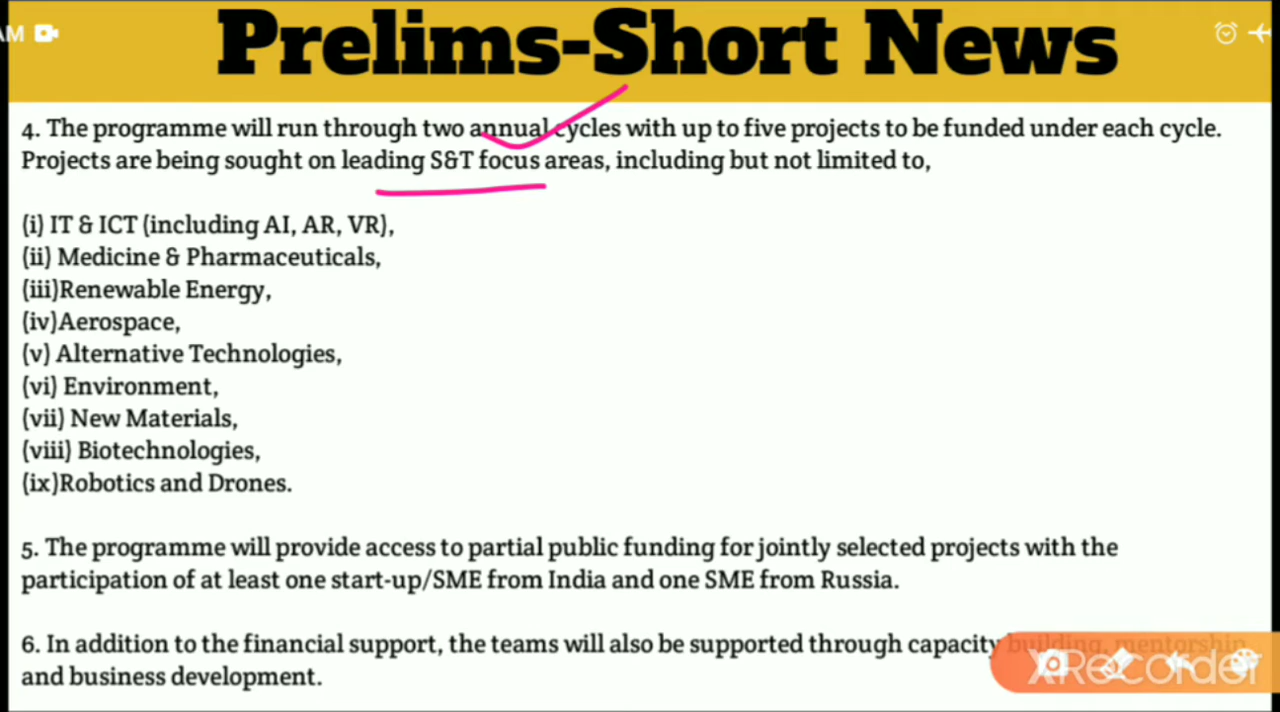 AM
Prelims-Short News
4. The programme will run through two annual cycles with up to five projects to be funded under each cycle.
Projects are being sought on leading S&T focus areas, including but not limited to,
(i) IT & ICT (including AI, AR, VR),
(ii) Medicine & Pharmaceuticals,
(iii)Renewable Energy,
(iv)Aerospace,
(v) Alternative Technologies,
(vi) Environment,
(vii) New Materials,
(viii) Biotechnologies,
(ix)Robotics and Drones.
5. The programme will provide access to partial public funding for jointly selected projects with the
participation of at least one start-up/SME from India and one SME from Russia.
6. In addition to the financial support, the teams will also be supported through capacity building, mentorship
and business development.
XRecorder